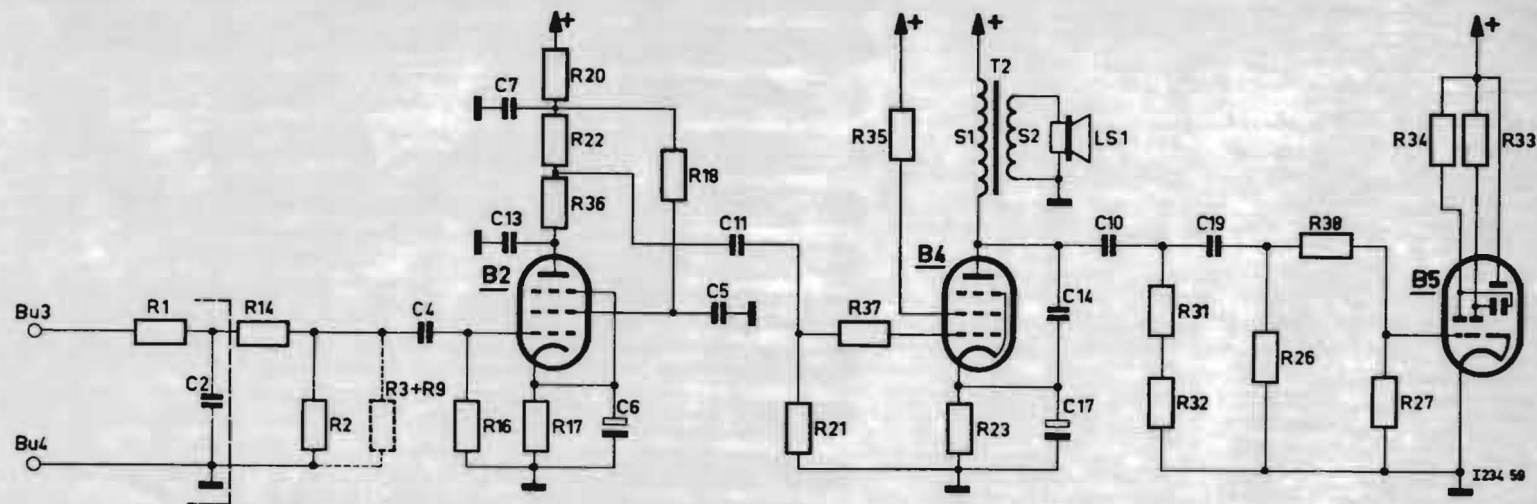 +
+
+
+
R20
C7
R22
R18
R36
C13
B2
C11
R35
T2
S1
S2
LS1
R34
R33
C10
C19
R38
B4
B5
Bu3
R1
R14
C4
C5
R37
C14
R31
R26
C2
R3+R9
R2
R16
R17
C6
R21
R23
C17
R32
R27
Bu4
I234 58